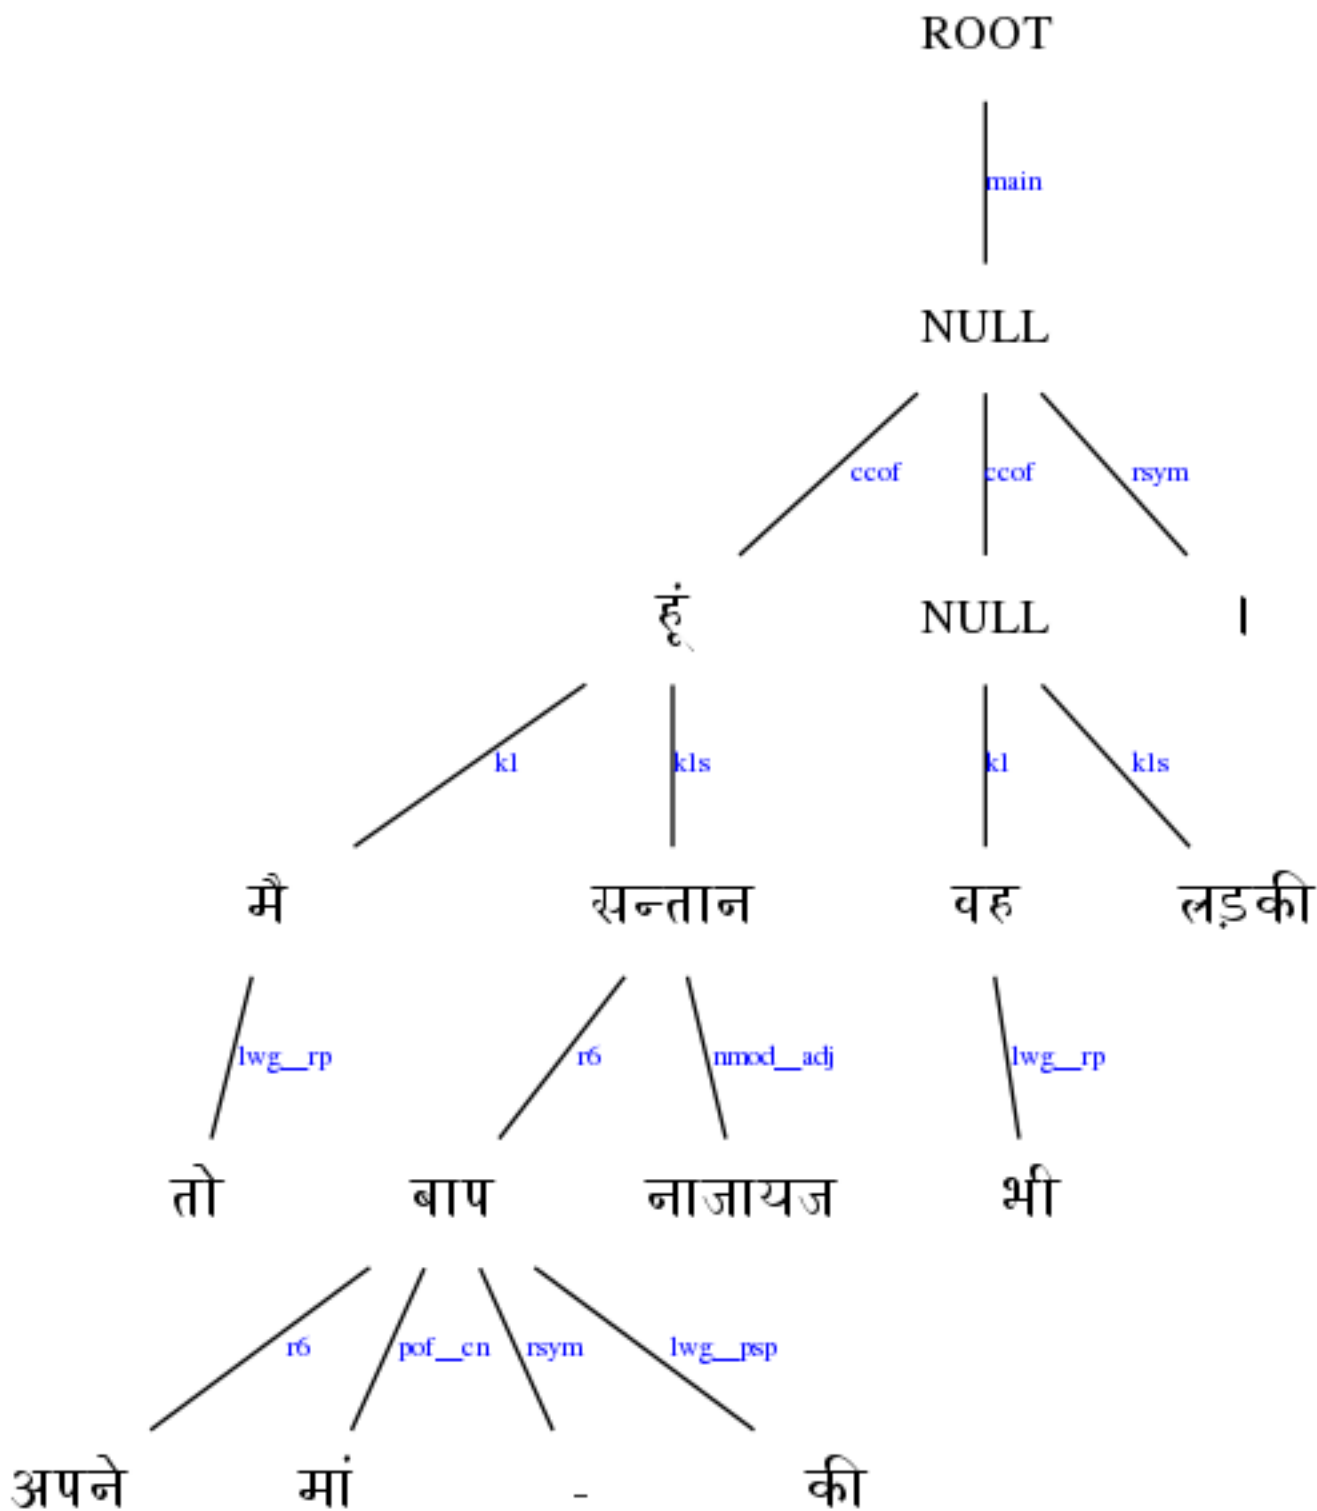 ROOT
main
NULL
ccof ccof rsym
हूं NULL ।
k1 k1s k1 k1s
मै सन्तान वह लड़की
lwg__rp r6 nmod__adj lwg__rp
तो बाप नाजायज भी
r6 pof__cn rsym lwg__psp
अपने मां - की